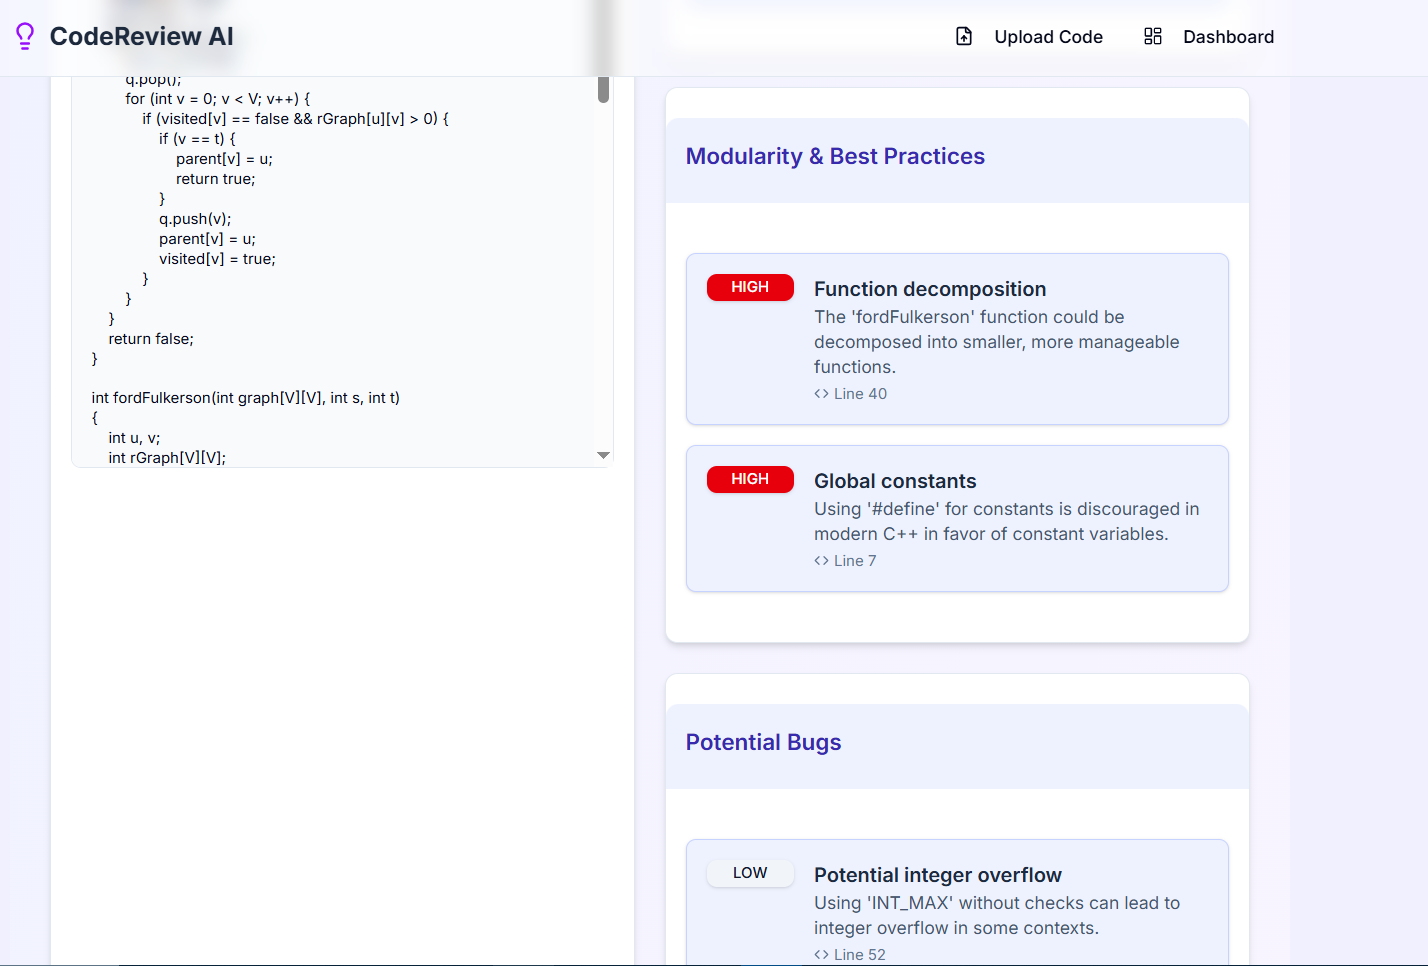 CodeReview AI
Upload Code
Dashboard
q.pop();
for (int v = 0; v < V; v++) {
if (visited[v] == false && rGraph[u][v] > 0) {
if (v == t) {
parent[v] = u;
return true;
}
q.push(v);
parent[v] = u;
visited[v] = true;
}
}
}
return false;
}
int fordFulkerson(int graph[V][V], int s, int t)
{
int u, v;
int rGraph[V][V];
Modularity & Best Practices
HIGH
Function decomposition
The 'fordFulkerson' function could be
decomposed into smaller, more manageable
functions.
<> Line 40
HIGH
Global constants
Using '#define' for constants is discouraged in
modern C++ in favor of constant variables.
<> Line 7
Potential Bugs
LOW
Potential integer overflow
Using 'INT_MAX' without checks can lead to
integer overflow in some contexts.
<> Line 52